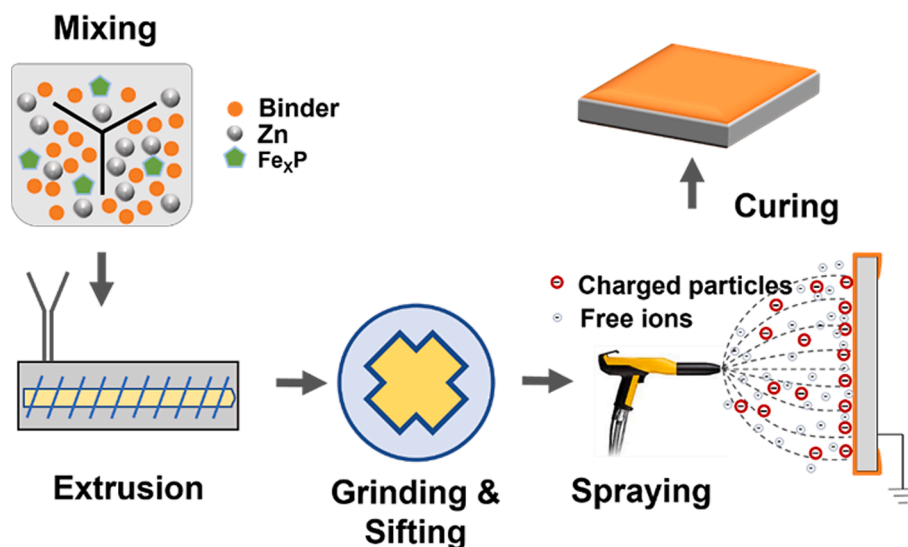 Mixing
Binder
Zn
FeₓP
Curing
Charged particles
Free ions
Extrusion
Grinding &
Sifting
Spraying